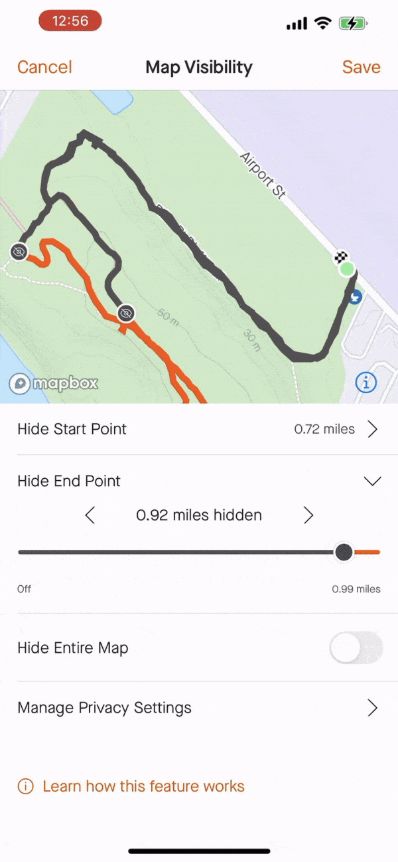 12:56
Cancel
Map Visibility
Save
Airport St
50 m
30 m
mapbox
Hide Start Point
0.72 miles
Hide End Point
0.92 miles hidden
Off
0.99 miles
Hide Entire Map
Manage Privacy Settings
Learn how this feature works